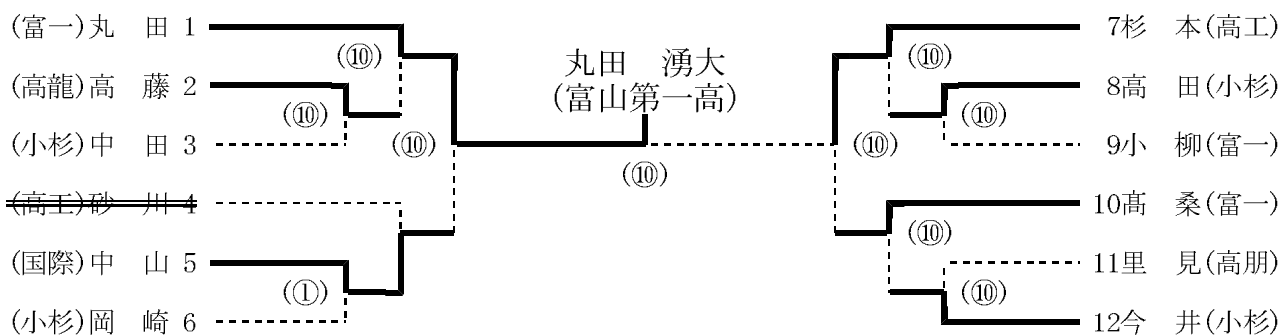 (富一)丸 田 1
(⑩)
(高龍)高 藤 2
(⑩)
(小杉)中 田 3
(⑩)
(高工)砂 川 4
(国際)中 山 5
(①)
(小杉)岡 崎 6
丸田 湧大
(富山第一高)
(⑩)
7杉 本(高工)
(⑩)
8高 田(小杉)
(⑩)
9小 柳(富一)
(⑩)
10髙 桑(富一)
(⑩)
11里 見(高朋)
(⑩)
12今 井(小杉)